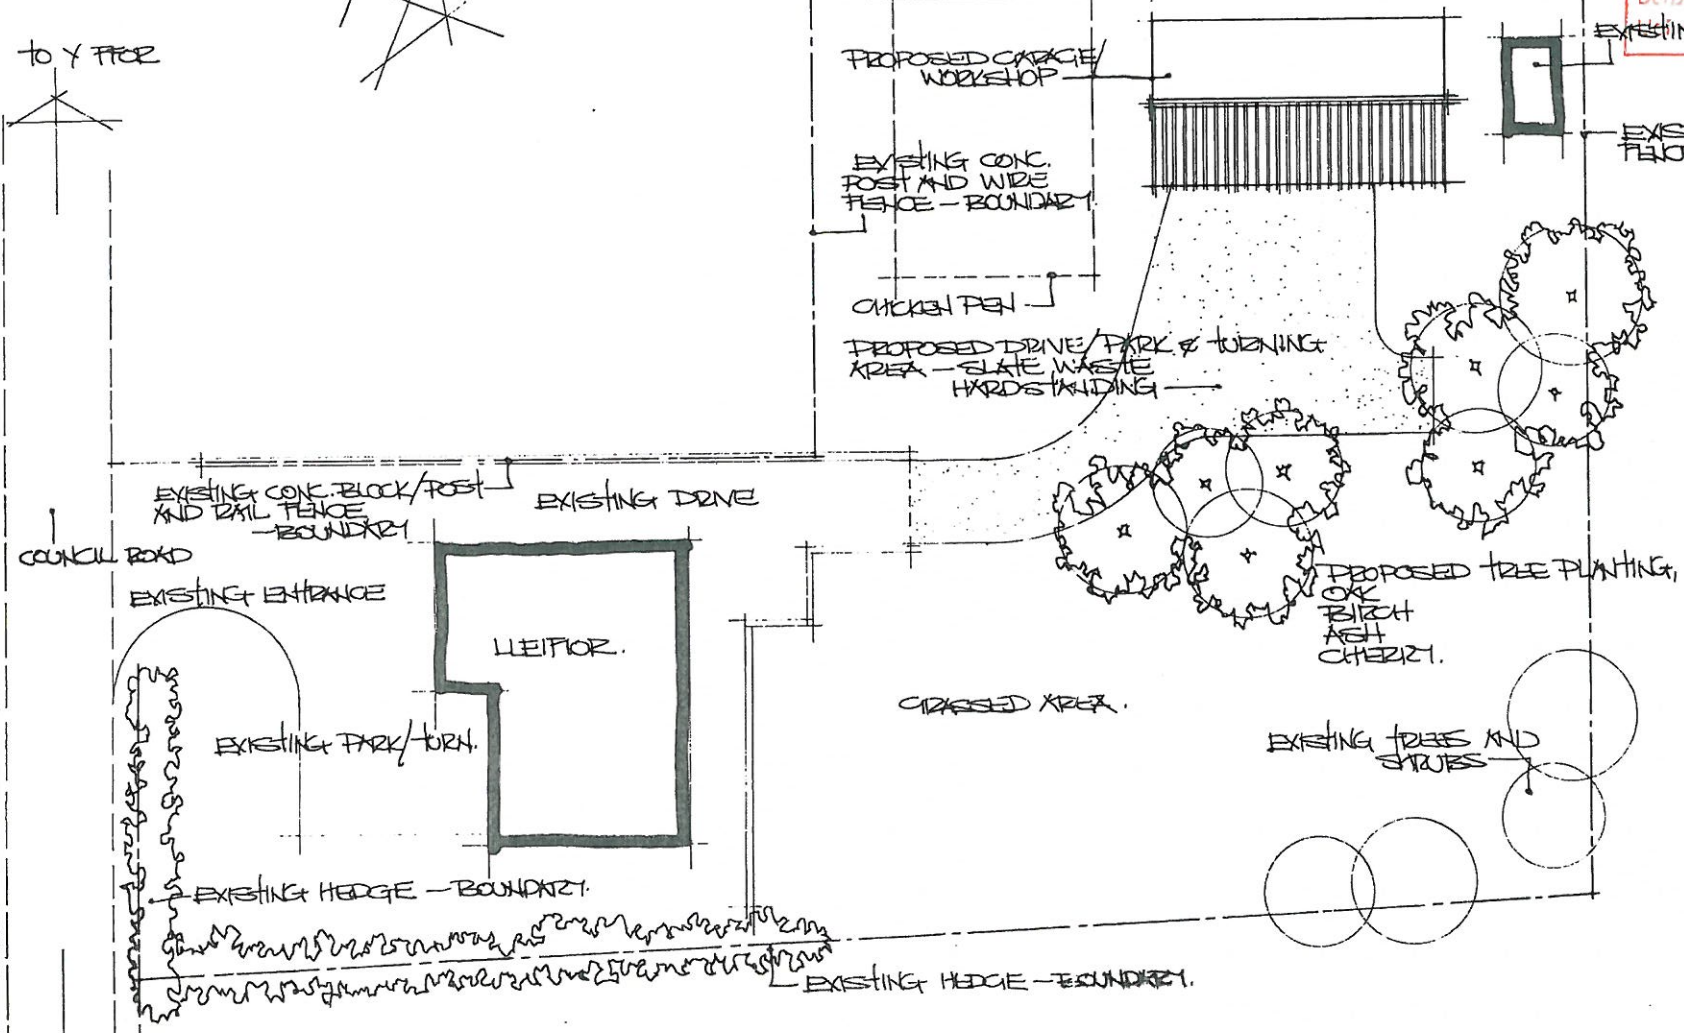 to Y FFOR
PROPOSED GARAGE/
WORKSHOP
EXISTING CONC.
POST AND WIRE
FENCE – BOUNDARY
CHICKEN PEN
PROPOSED DRIVE/PARK & TURNING
AREA – SLATE WASTE
HARDSTANDING
EXISTING CONC. BLOCK/POST
AND RAIL FENCE
– BOUNDARY
EXISTING DRIVE
COUNCIL ROAD
EXISTING ENTRANCE
LLEIFIOR.
PROPOSED TREE PLANTING,
OAK
BIRCH
ASH
CHERRY.
GRASSED AREA.
EXISTING PARK/TURN.
EXISTING TREES AND
SHRUBS
EXISTING HEDGE – BOUNDARY.
EXISTING HEDGE – BOUNDARY.